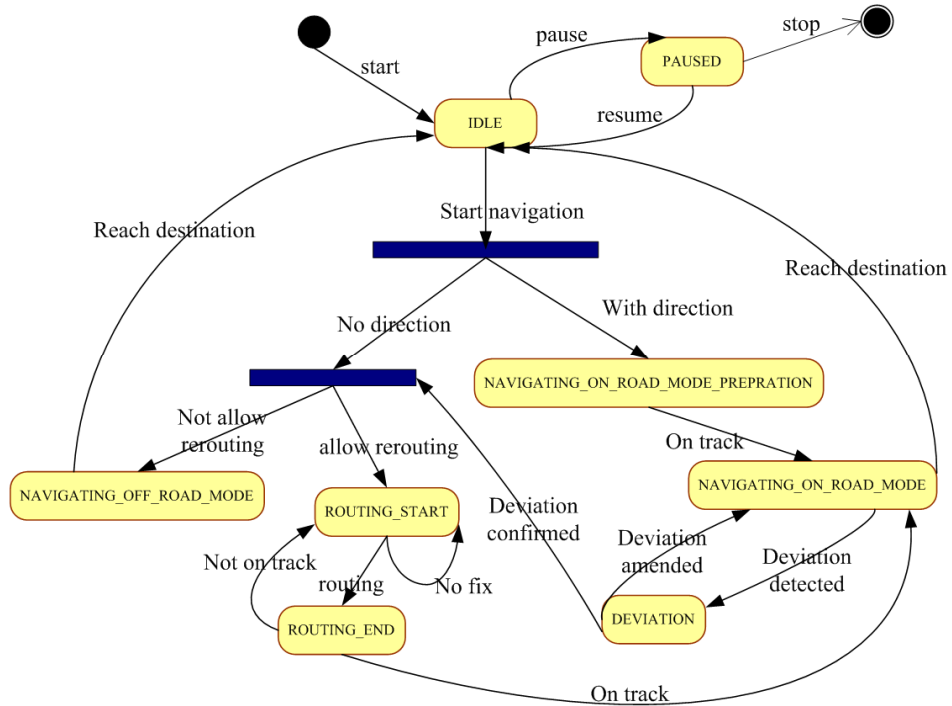 stop
pause
PAUSED
start
resume
IDLE
Start navigation
Reach destination
Reach destination
With direction
No direction
NAVIGATING_ON_ROAD_MODE_PREPRATION
Not allow
rerouting
allow rerouting
On track
NAVIGATING_OFF_ROAD_MODE
NAVIGATING_ON_ROAD_MODE
ROUTING_START
Deviation
confirmed
Deviation
amended
Deviation
detected
Not on track
routing
No fix
DEVIATION
ROUTING_END
On track